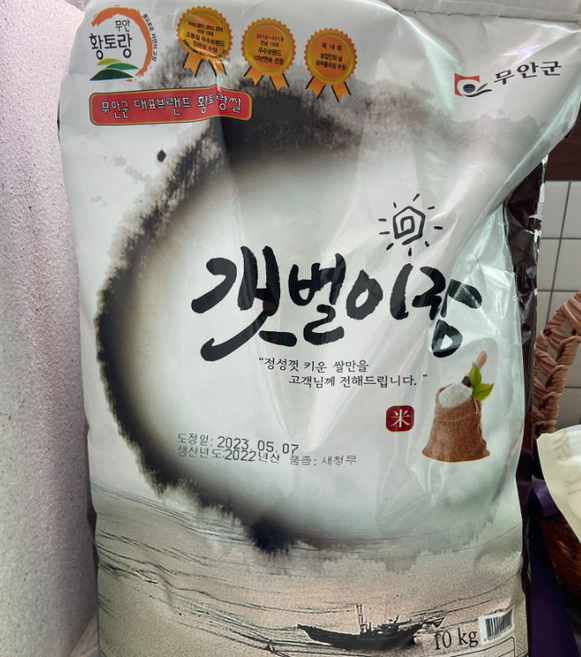 무안
황토랑
무안군
무안군 대표브랜드 황토랑쌀
갯벌이랑
"정성껏 키운 쌀만을
고객님께 전해드립니다."
米
도정일: 2023.05.07
생산년도:2022년산 품종: 새청무
10 kg